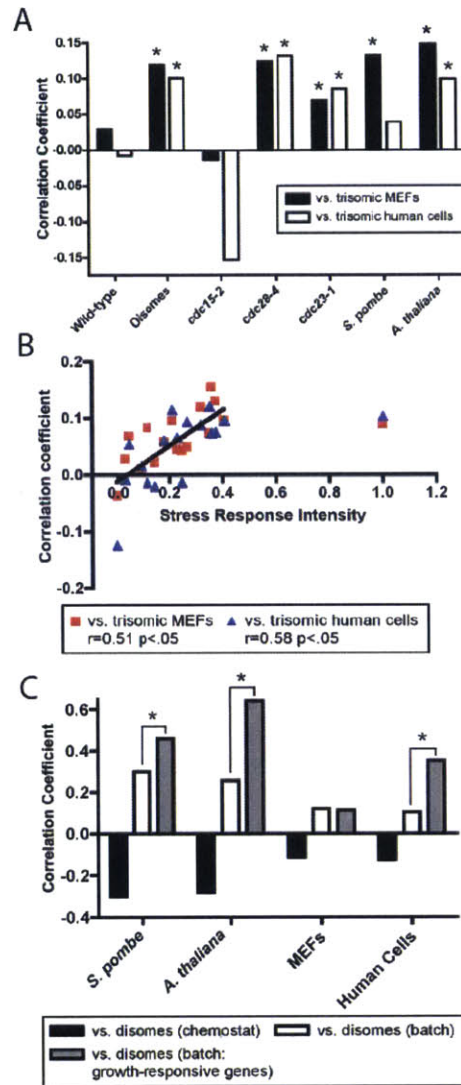 A
Correlation Coefficient
0.15
0.10
0.05
-0.00
-0.05
-0.10
-0.15
vs. trisomic MEFs
vs. trisomic human cells
* * * * * * * * *
Wild-type
Disomes
cdc15-2
cdc28-4
cdc23-1
S. pombe
A. thaliana
B
Correlation coefficient
0.2
0.1
0.0
-0.1
-0.2
0.0 0.2 0.4 0.6 0.8 1.0 1.2
Stress Response Intensity
vs. trisomic MEFs
r=0.51 p<.05
vs. trisomic human cells
r=0.58 p<.05
C
Correlation Coefficient
0.6
0.4
0.2
0.0
-0.2
-0.4
* * *
S. pombe
A. thaliana
MEFs
Human Cells
vs. disomes (chemostat)
vs. disomes (batch)
vs. disomes (batch:
growth-responsive genes)